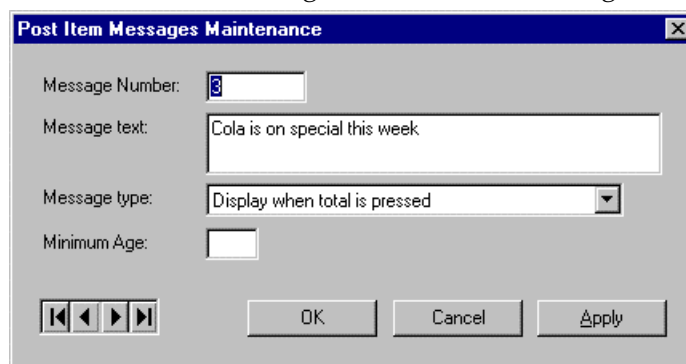 Post Item Messages Maintenance
Message Number: 3
Message text: Cola is on special this week
Message type: Display when total is pressed
Minimum Age:
OK Cancel Apply